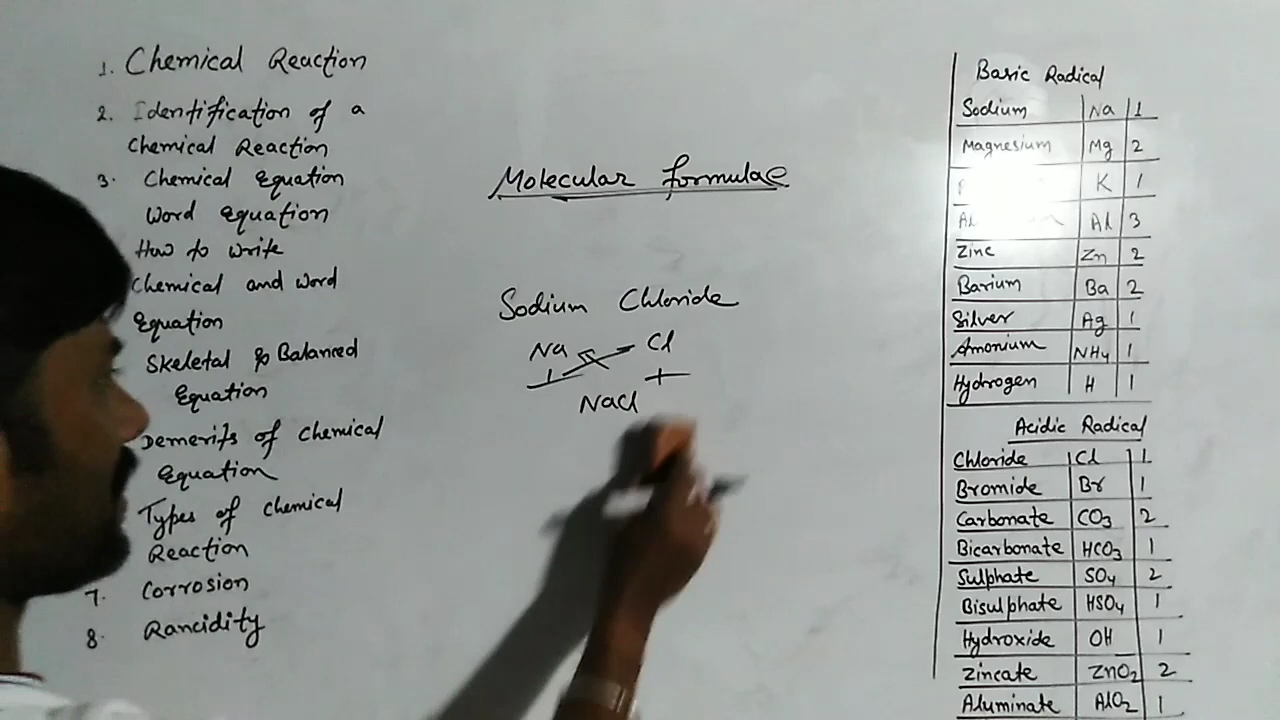 1. Chemical Reaction
2. Identification of a
Chemical Reaction
3. Chemical Equation
Word Equation
How to write
Chemical and word
Equation
Skeletal & Balanced
Equation
Demerits of Chemical
Equation
Types of Chemical
Reaction
7. Corrosion
8. Rancidity
Molecular formulae
Sodium Chloride
Na Cl
1 1
NaCl
Basic Radical
Sodium Na 1
Magnesium Mg 2
K 1
Al 3
Zinc Zn 2
Barium Ba 2
Silver Ag 1
Amonium NH4 1
Hydrogen H 1
Acidic Radical
Chloride Cl 1
Bromide Br 1
Carbonate CO3 2
Bicarbonate HCO3 1
Sulphate SO4 2
Bisulphate HSO4 1
Hydroxide OH 1
Zincate ZnO2 2
Aluminate AlO2 1